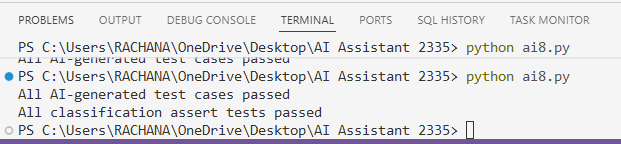 PROBLEMS OUTPUT DEBUG CONSOLE TERMINAL PORTS SQL HISTORY TASK MONITOR
PS C:\Users\RACHANA\OneDrive\Desktop\AI Assistant 2335> python ai8.py
All AI-generated test cases passed
PS C:\Users\RACHANA\OneDrive\Desktop\AI Assistant 2335> python ai8.py
All AI-generated test cases passed
All classification assert tests passed
PS C:\Users\RACHANA\OneDrive\Desktop\AI Assistant 2335>